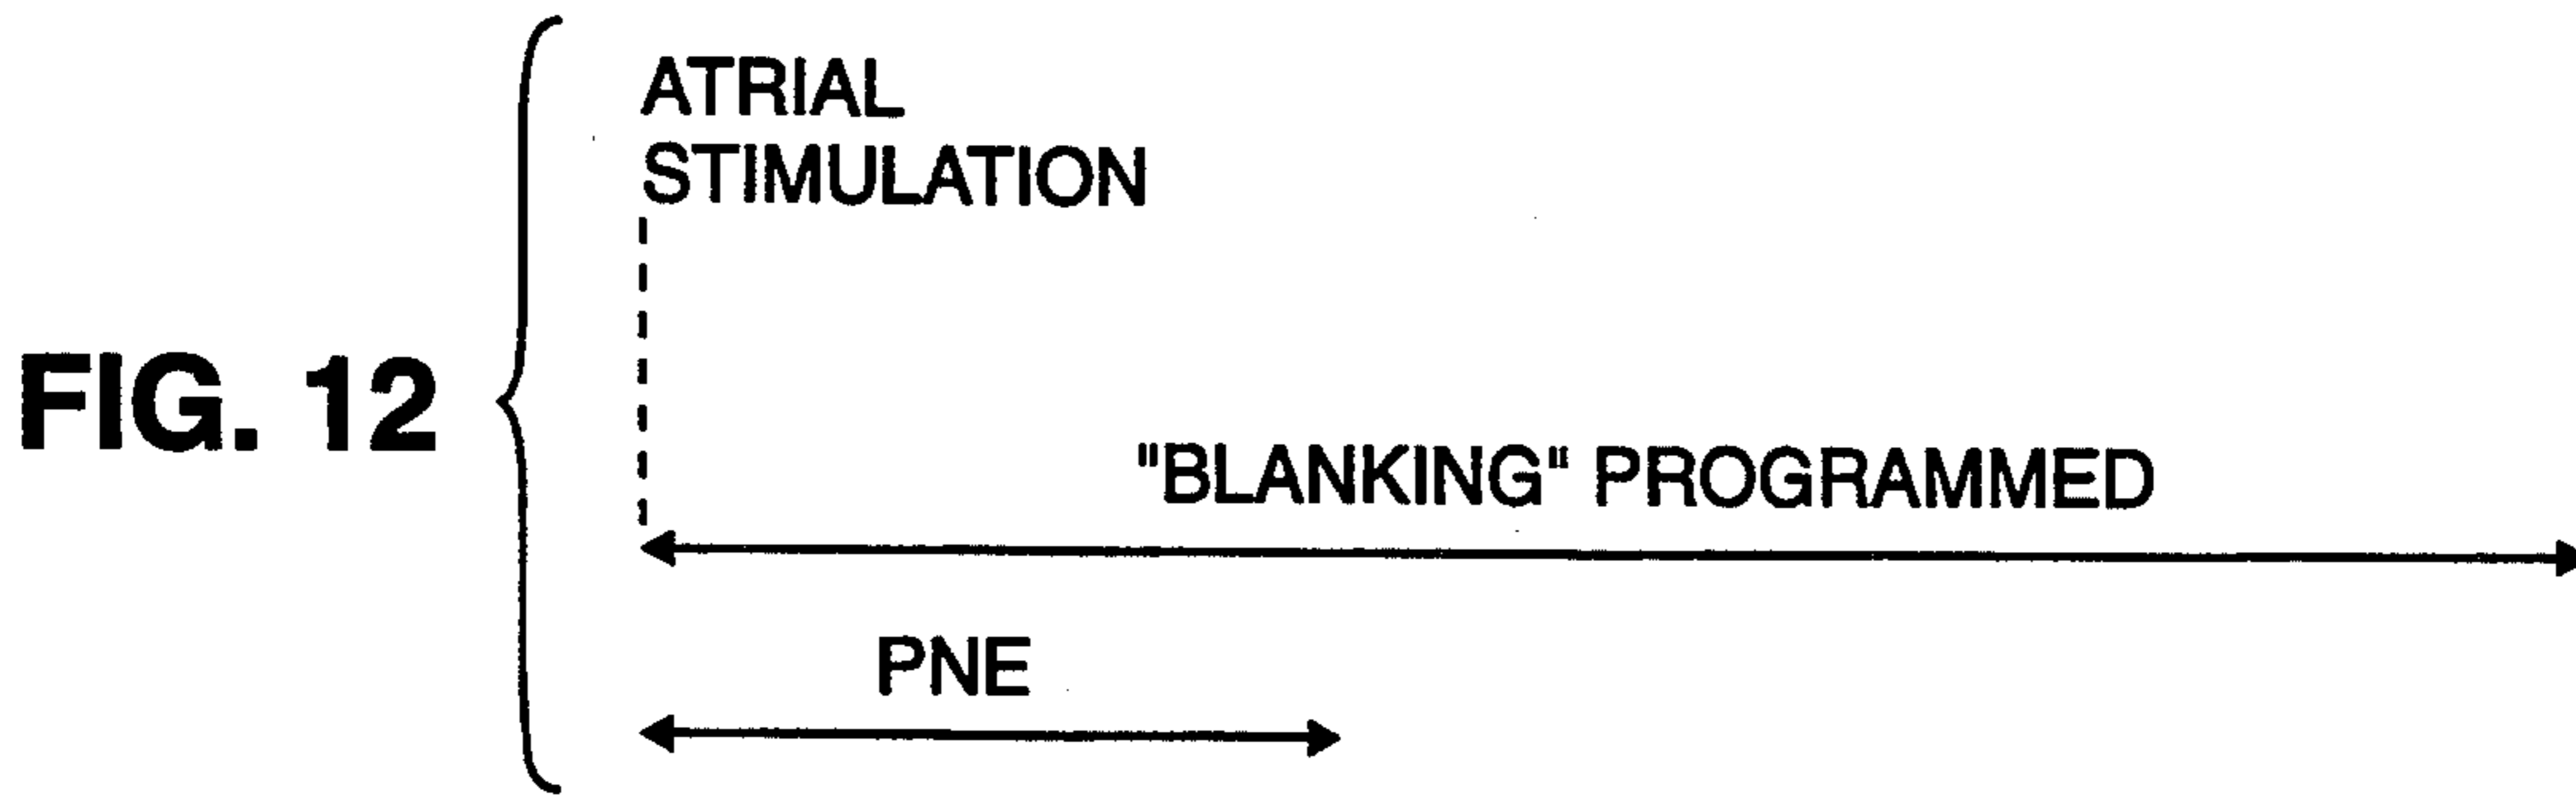 FIG. 12
ATRIAL
STIMULATION
"BLANKING" PROGRAMMED
PNE